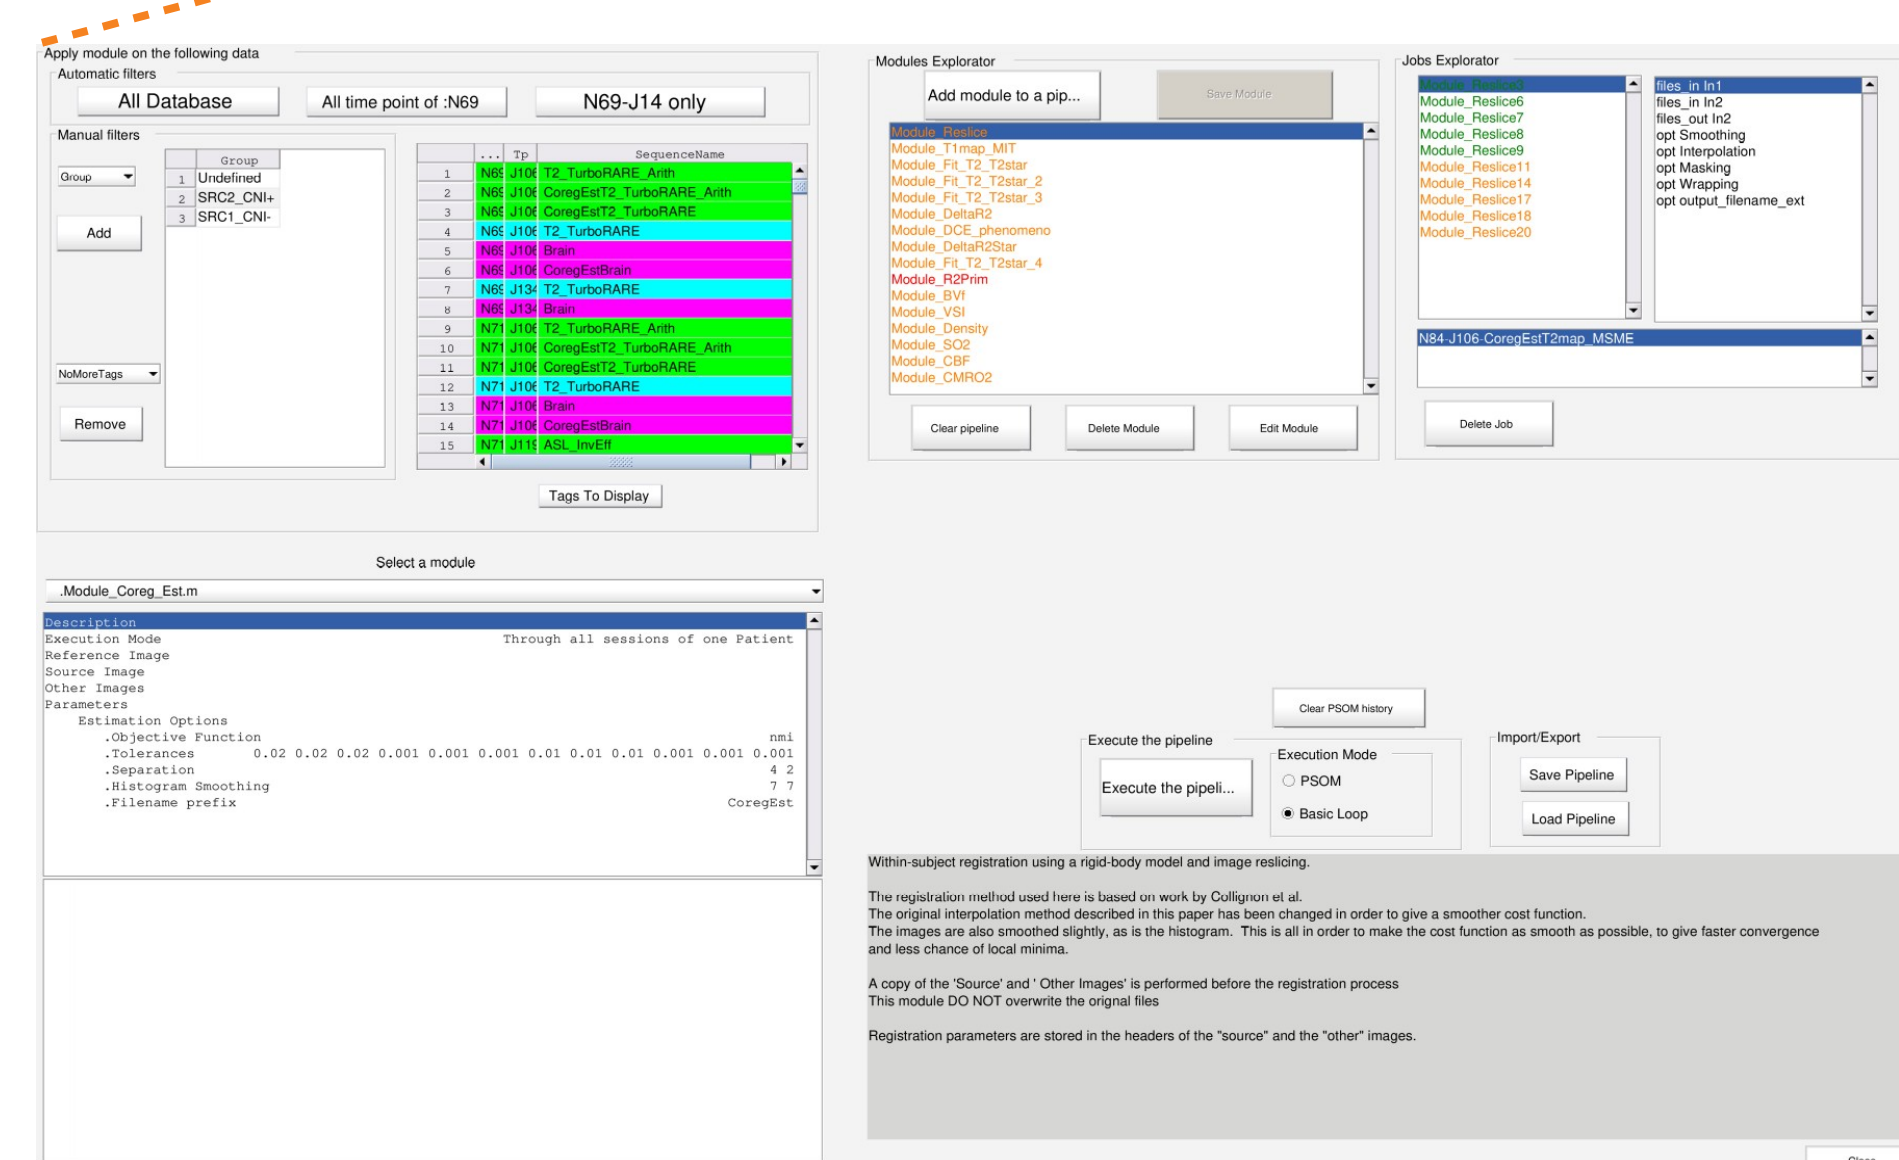 Apply module on the following data
Automatic filters
All Database
All time point of :N69
N69-J14 only
Manual filters
Group
Add
NoMoreTags
Remove
Group
1 Undefined
2 SRC2_CNI+
3 SRC1_CNI-
... Tp SequenceName
1 N69 J106 T2_TurboRARE_Arith
2 N69 J106 CoregEstT2_TurboRARE_Arith
3 N69 J106 CoregEstT2_TurboRARE
4 N69 J106 T2_TurboRARE
5 N69 J106 Brain
6 N69 J106 CoregEstBrain
7 N69 J134 T2_TurboRARE
8 N69 J134 Brain
9 N71 J106 T2_TurboRARE_Arith
10 N71 J106 CoregEstT2_TurboRARE_Arith
11 N71 J106 CoregEstT2_TurboRARE
12 N71 J106 T2_TurboRARE
13 N71 J106 Brain
14 N71 J106 CoregEstBrain
15 N71 J119 ASL_InvEff
Tags To Display
Select a module
.Module_Coreg_Est.m
Description
Execution Mode Through all sessions of one Patient
Reference Image
Source Image
Other Images
Parameters
Estimation Options
.Objective Function nmi
.Tolerances 0.02 0.02 0.02 0.001 0.001 0.001 0.01 0.01 0.01 0.001 0.001 0.001
.Separation 4 2
.Histogram Smoothing 7 7
.Filename prefix CoregEst
Modules Explorator
Add module to a pip...
Save Module
Module_Reslice
Module_T1map_MIT
Module_Fit_T2_T2star
Module_Fit_T2_T2star_2
Module_Fit_T2_T2star_3
Module_DeltaR2
Module_DCE_phenomeno
Module_DeltaR2Star
Module_Fit_T2_T2star_4
Module_R2Prim
Module_BVf
Module_VSI
Module_Density
Module_SO2
Module_CBF
Module_CMRO2
Clear pipeline
Delete Module
Edit Module
Jobs Explorator
Module_Reslice3
Module_Reslice6
Module_Reslice7
Module_Reslice8
Module_Reslice9
Module_Reslice11
Module_Reslice14
Module_Reslice17
Module_Reslice18
Module_Reslice20
files_in In1
files_in In2
files_out In2
opt Smoothing
opt Interpolation
opt Masking
opt Wrapping
opt output_filename_ext
N84-J106-CoregEstT2map_MSME
Delete Job
Clear PSOM history
Execute the pipeline
Execute the pipeli...
Execution Mode
PSOM
Basic Loop
Import/Export
Save Pipeline
Load Pipeline
Within-subject registration using a rigid-body model and image reslicing.
The registration method used here is based on work by Collignon et al.
The original interpolation method described in this paper has been changed in order to give a smoother cost function.
The images are also smoothed slightly, as is the histogram. This is all in order to make the cost function as smooth as possible, to give faster convergence
and less chance of local minima.
A copy of the 'Source' and ' Other Images' is performed before the registration process
This module DO NOT overwrite the orignal files
Registration parameters are stored in the headers of the "source" and the "other" images.